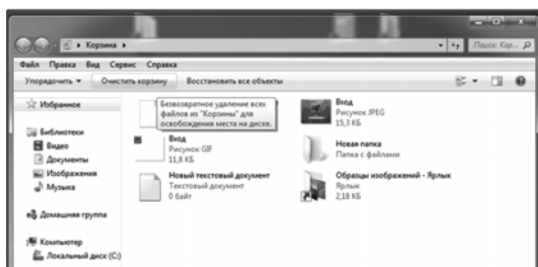 Корзина
Поиск: Кор...
Файл Правка Вид Сервис Справка
Упорядочить Очистить корзину Восстановить все объекты
Избранное
Библиотеки
Видео
Документы
Изображения
Музыка
Домашняя группа
Компьютер
Локальный диск (C:)
Безвозвратное удаление всех
файлов из "Корзины" для
освобождения места на диске.
Вход
Рисунок JPEG
15,3 КБ
Вход
Рисунок GIF
11,8 КБ
Новая папка
Папка с файлами
Новый текстовый документ
Текстовый документ
0 байт
Образцы изображений - Ярлык
Ярлык
2,18 КБ